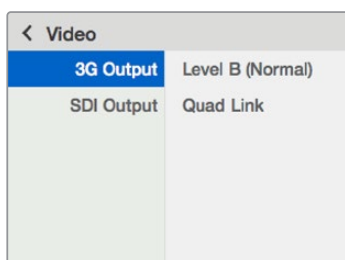 < Video
3G Output Level B (Normal)
SDI Output Quad Link